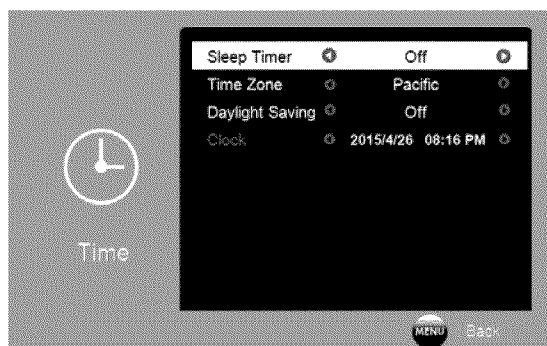 Sleep Timer Off
Time Zone Pacific
Daylight Saving Off
Clock 2015/4/26 08:16 PM
Time
MENU Back